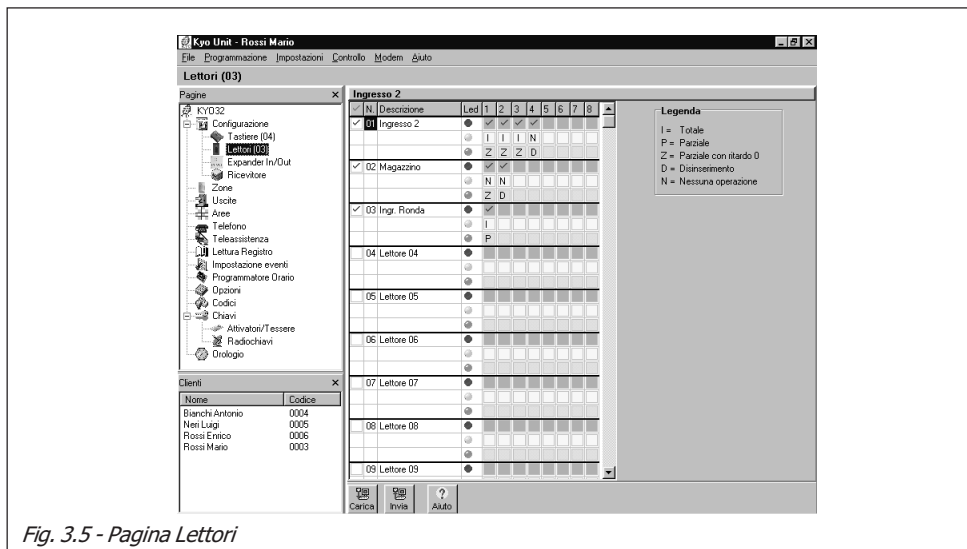 Kyo Unit - Rossi Mario
File Programmazione Impostazioni Controllo Modem Aiuto
Lettori (03)
Pagine
KYO32
Configurazione
Tastiere (04)
Lettori (03)
Expander In/Out
Ricevitore
Zone
Uscite
Aree
Telefono
Teleassistenza
Lettura Registro
Impostazione eventi
Programmatore Orario
Opzioni
Codici
Chiavi
Attivatori/Tessere
Radiochiavi
Orologio
Clienti
Nome Codice
Bianchi Antonio 0004
Neri Luigi 0005
Rossi Enrico 0006
Rossi Mario 0003
Ingresso 2
N. Descrizione Led 1 2 3 4 5 6 7 8
01 Ingresso 2
I I I N
Z Z Z D
02 Magazzino
N N
Z D
03 Ingr. Ronda
I
P
04 Lettore 04
05 Lettore 05
06 Lettore 06
07 Lettore 07
08 Lettore 08
09 Lettore 09
Legenda
I = Totale
P = Parziale
Z = Parziale con ritardo 0
D = Disinserimento
N = Nessuna operazione
Carica Invia Aiuto
Fig. 3.5 - Pagina Lettori